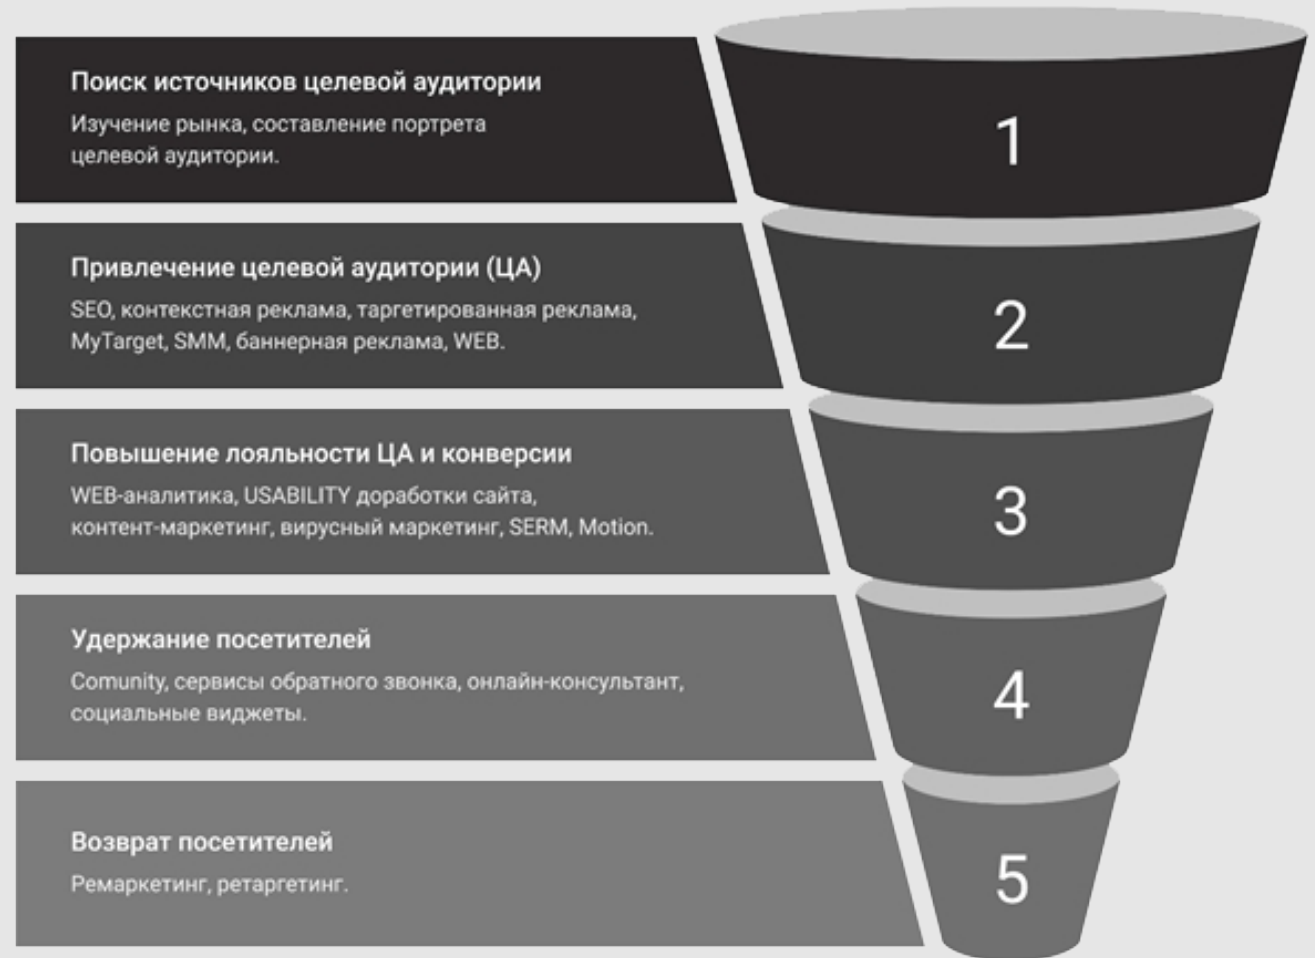 Поиск источников целевой аудитории
Изучение рынка, составление портрета
целевой аудитории.
1
Привлечение целевой аудитории (ЦА)
SEO, контекстная реклама, таргетированная реклама,
MyTarget, SMM, баннерная реклама, WEB.
2
Повышение лояльности ЦА и конверсии
WEB-аналитика, USABILITY доработки сайта,
контент-маркетинг, вирусный маркетинг, SERM, Motion.
3
Удержание посетителей
Comunity, сервисы обратного звонка, онлайн-консультант,
социальные виджеты.
4
Возврат посетителей
Ремаркетинг, ретаргетинг.
5